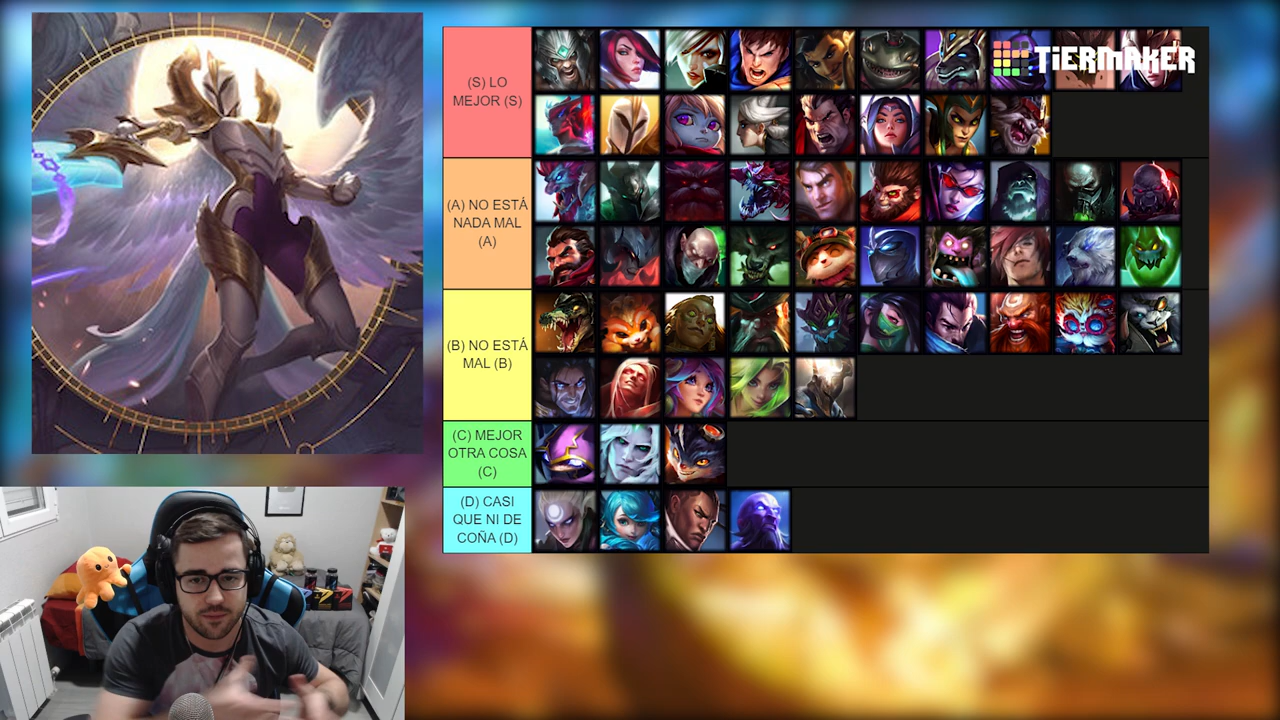 (S) LO
MEJOR (S)
TiERMAKER
(A) NO ESTÁ
NADA MAL
(A)
(B) NO ESTÁ
MAL (B)
(C) MEJOR
OTRA COSA
(C)
(D) CASI
QUE NI DE
COÑA (D)